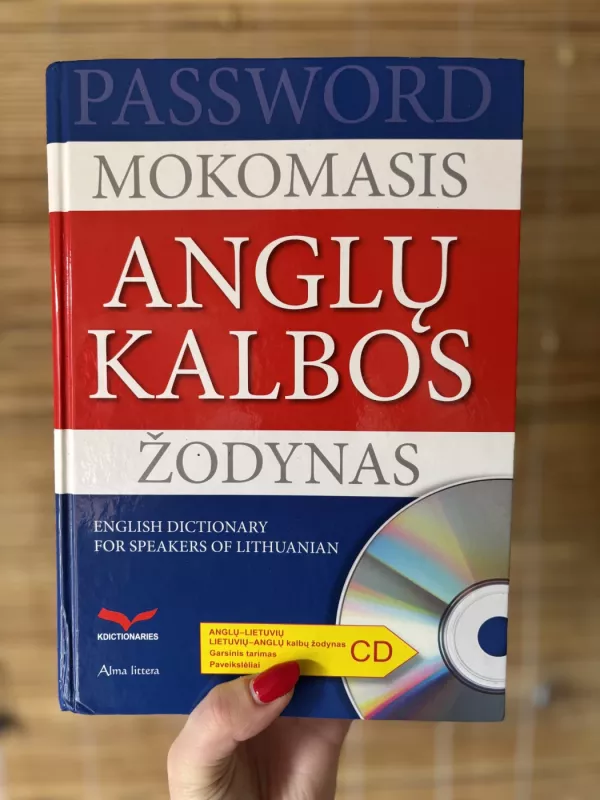 PASSWORD
MOKOMASIS
ANGLŲ
KALBOS
ŽODYNAS
ENGLISH DICTIONARY
FOR SPEAKERS OF LITHUANIAN
KDICTIONARIES
Alma littera
ANGLŲ–LIETUVIŲ
LIETUVIŲ–ANGLŲ kalbų žodynas
Garsinis tarimas
Paveikslėliai
CD